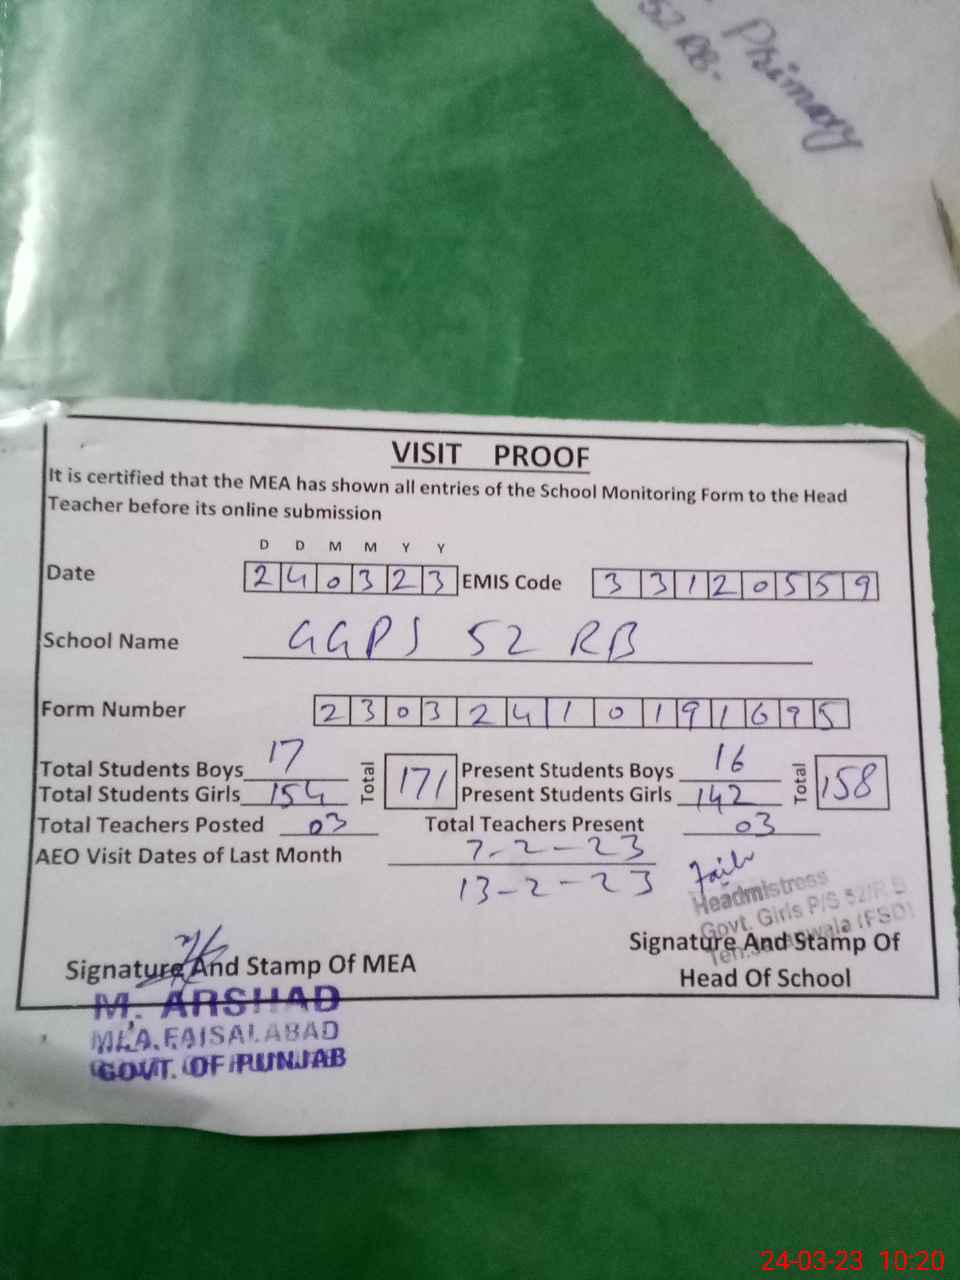 Primary
52 RB.
VISIT PROOF
It is certified that the MEA has shown all entries of the School Monitoring Form to the Head
Teacher before its online submission
D D M M Y Y
Date 2 4 0 3 2 3 EMIS Code 3 3 1 2 0 5 5 9
School Name GGPS 52 RB
Form Number 2 3 0 3 2 4 1 0 1 9 1 6 9 5
Total Students Boys 17 Total 171 Present Students Boys 16 Total 158
Total Students Girls 154 Present Students Girls 142
Total Teachers Posted 03 Total Teachers Present 03
AEO Visit Dates of Last Month 7-2-23
13-2-23
Headmistress
Govt. Girls P/S 52/R B
(FSD)
Signature And Stamp Of MEA Signature And Stamp Of
Head Of School
M. ARSHAD
MEA. FAISALABAD
GOVT. OF PUNJAB
24-03-23 10:20